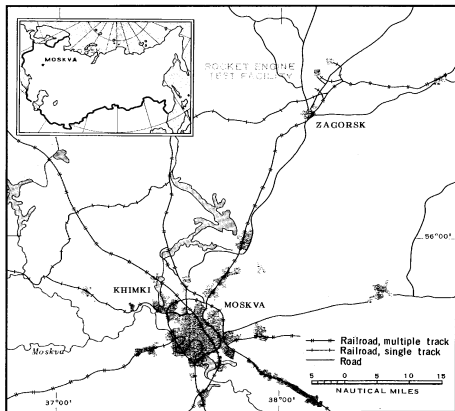 MOSKVA
ROCKET ENGINE
TEST FACILITY
ZAGORSK
56°00'
KHIMKI
MOSKVA
Moskva
Railroad, multiple track
Railroad, single track
Road
5 0 5 10 15
NAUTICAL MILES
37°00'
38°00'